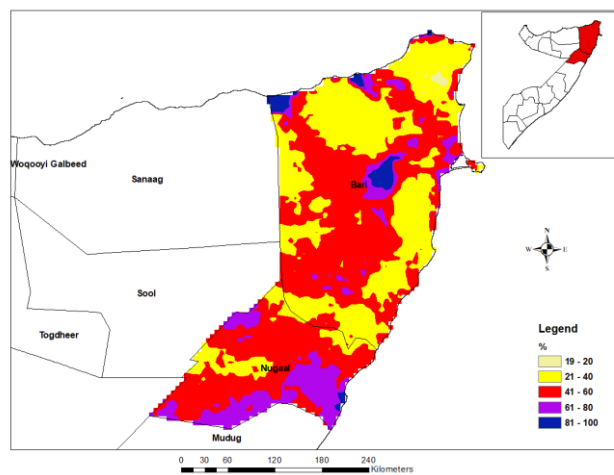 Woqooyi Galbeed
Sanaag
Bari
N
W E
S
Sool
Togdheer
Nugaal
Mudug
Legend
%
19 - 20
21 - 40
41 - 60
61 - 80
81 - 100
0 30 60 120 180 240
Kilometers